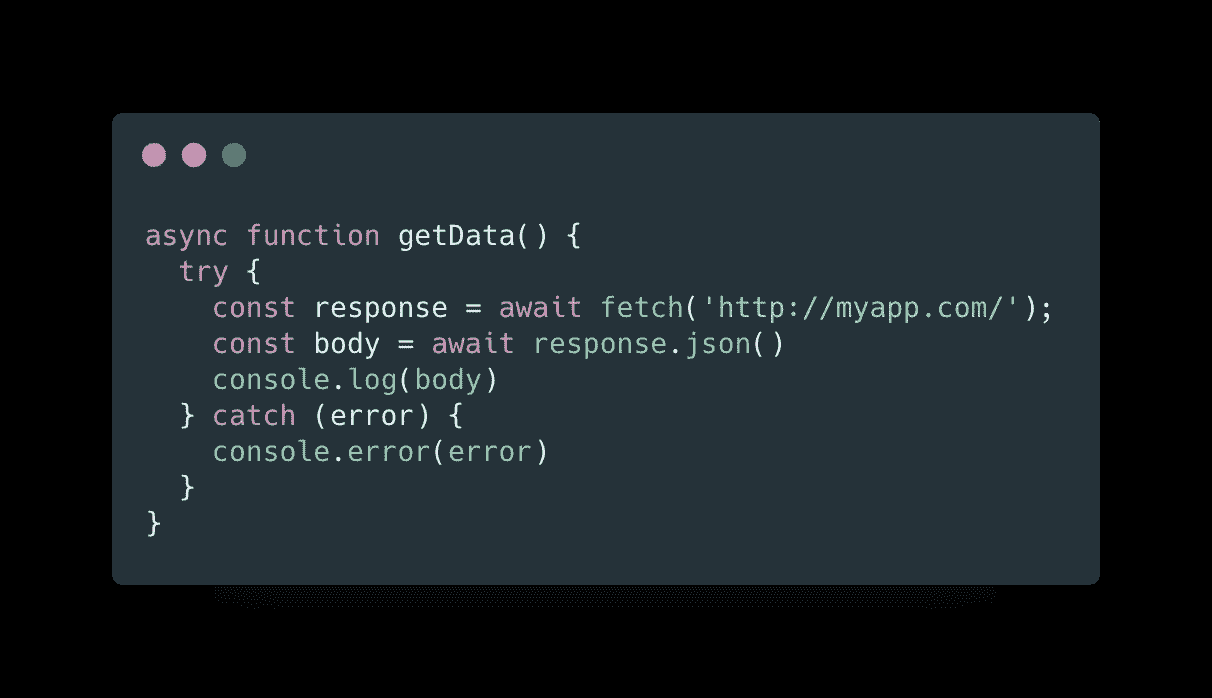 async function getData() {
  try {
    const response = await fetch('http://myapp.com/');
    const body = await response.json()
    console.log(body)
  } catch (error) {
    console.error(error)
  }
}